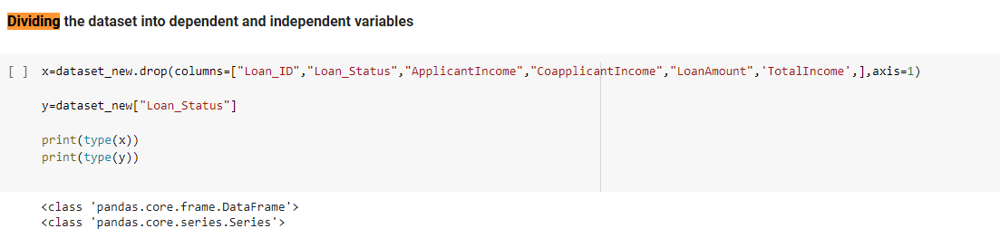 Dividing the dataset into dependent and independent variables
[ ] x=dataset_new.drop(columns=["Loan_ID","Loan_Status","ApplicantIncome","CoapplicantIncome","LoanAmount",'TotalIncome',],axis=1)
y=dataset_new["Loan_Status"]
print(type(x))
print(type(y))
<class 'pandas.core.frame.DataFrame'>
<class 'pandas.core.series.Series'>